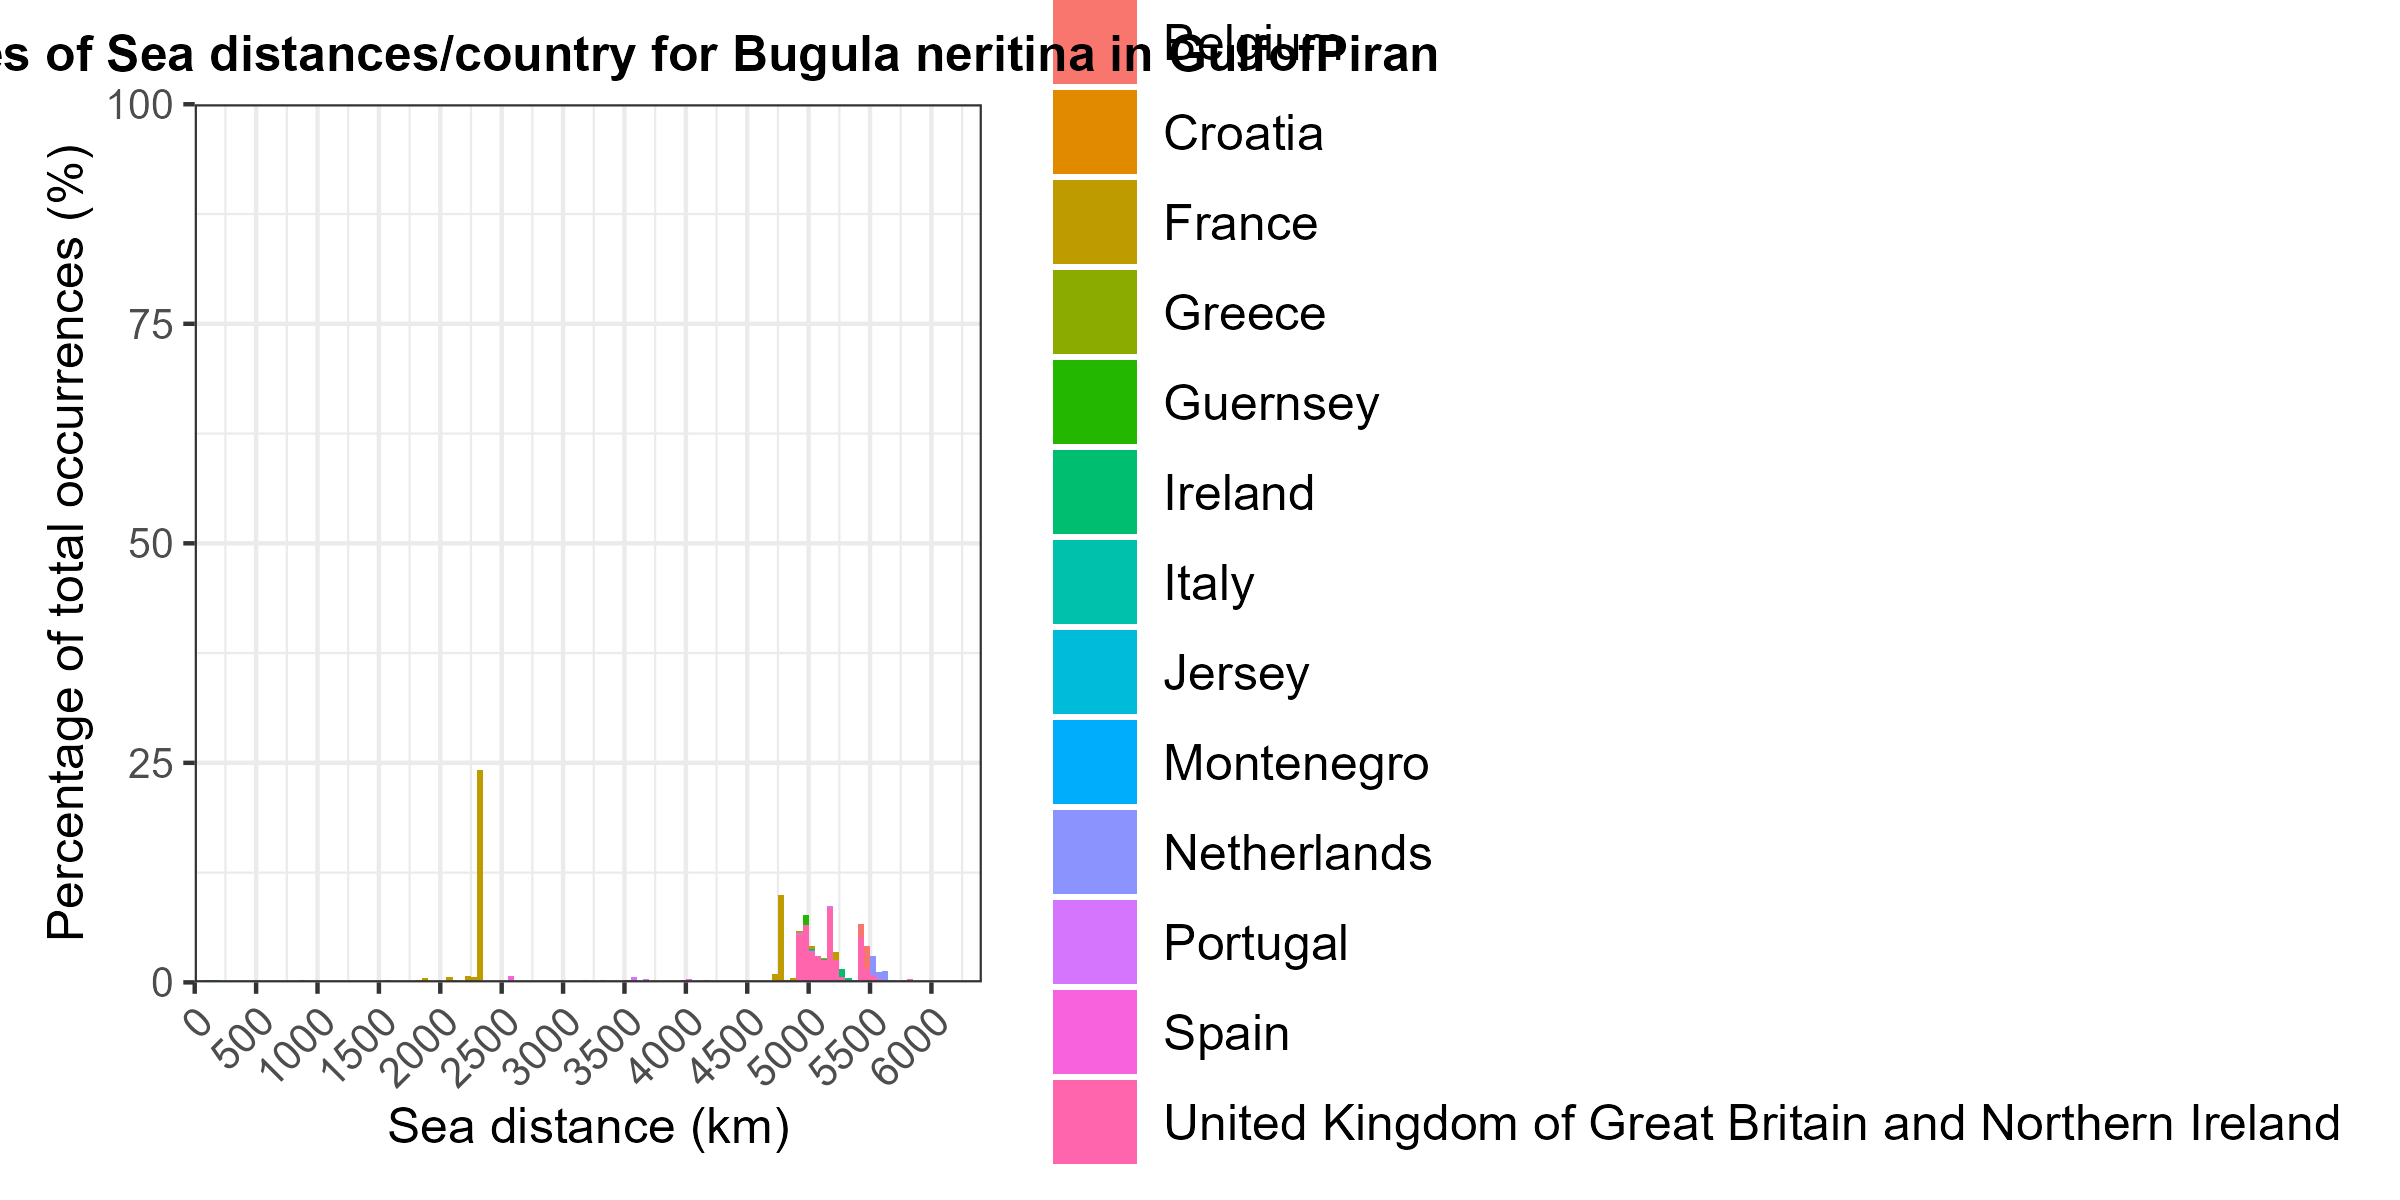 es of Sea distances/country for Bugula neritina in GulfofPiran
Percentage of total occurrences (%)
100
75
50
25
0
0
500
1000
1500
2000
2500
3000
3500
4000
4500
5000
5500
6000
Sea distance (km)
Belgium
Croatia
France
Greece
Guernsey
Ireland
Italy
Jersey
Montenegro
Netherlands
Portugal
Spain
United Kingdom of Great Britain and Northern Ireland